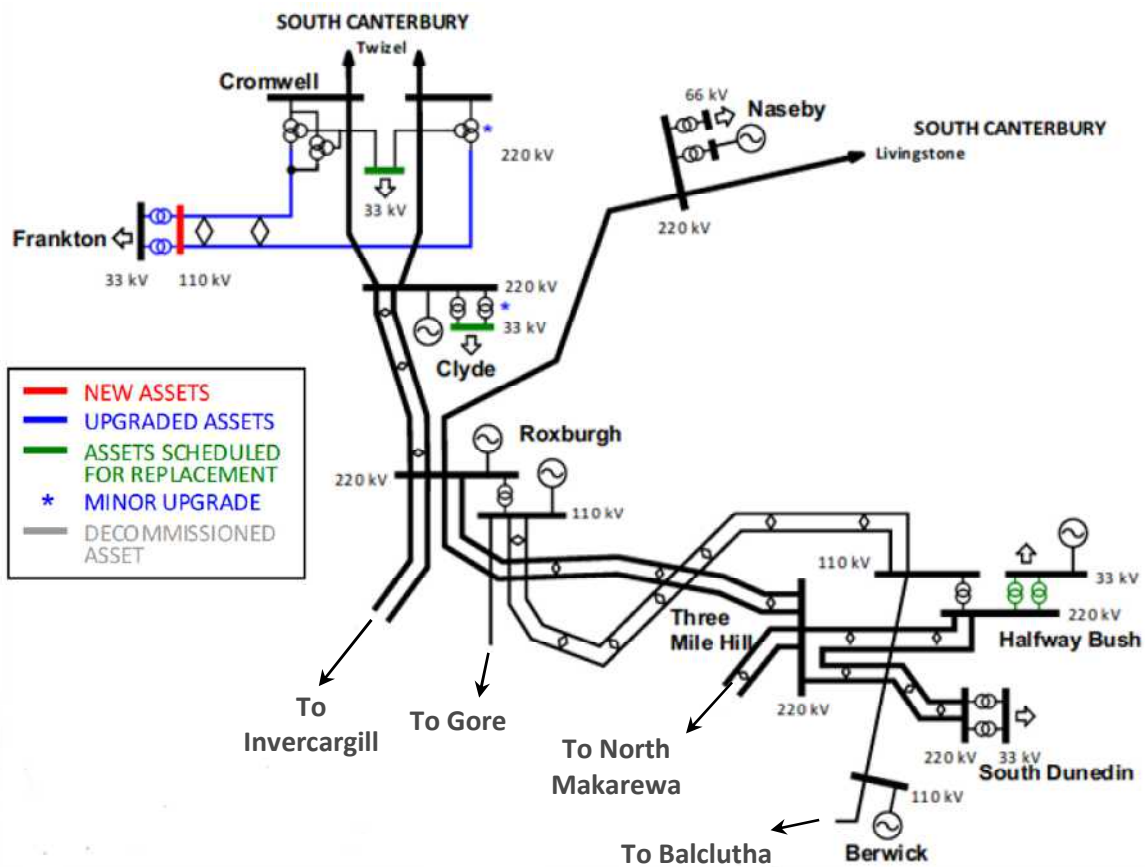 SOUTH CANTERBURY
Twizel
Cromwell
220 kV
33 kV
Frankton
33 kV
110 kV
66 kV
Naseby
SOUTH CANTERBURY
Livingstone
220 kV
220 kV
33 kV
Clyde
NEW ASSETS
UPGRADED ASSETS
ASSETS SCHEDULED
FOR REPLACEMENT
* MINOR UPGRADE
DECOMMISSIONED
ASSET
Roxburgh
220 kV
110 kV
110 kV
33 kV
220 kV
Halfway Bush
Three
Mile Hill
220 kV
220 kV
33 kV
South Dunedin
110 kV
Berwick
To
Invercargill
To Gore
To North
Makarewa
To Balclutha